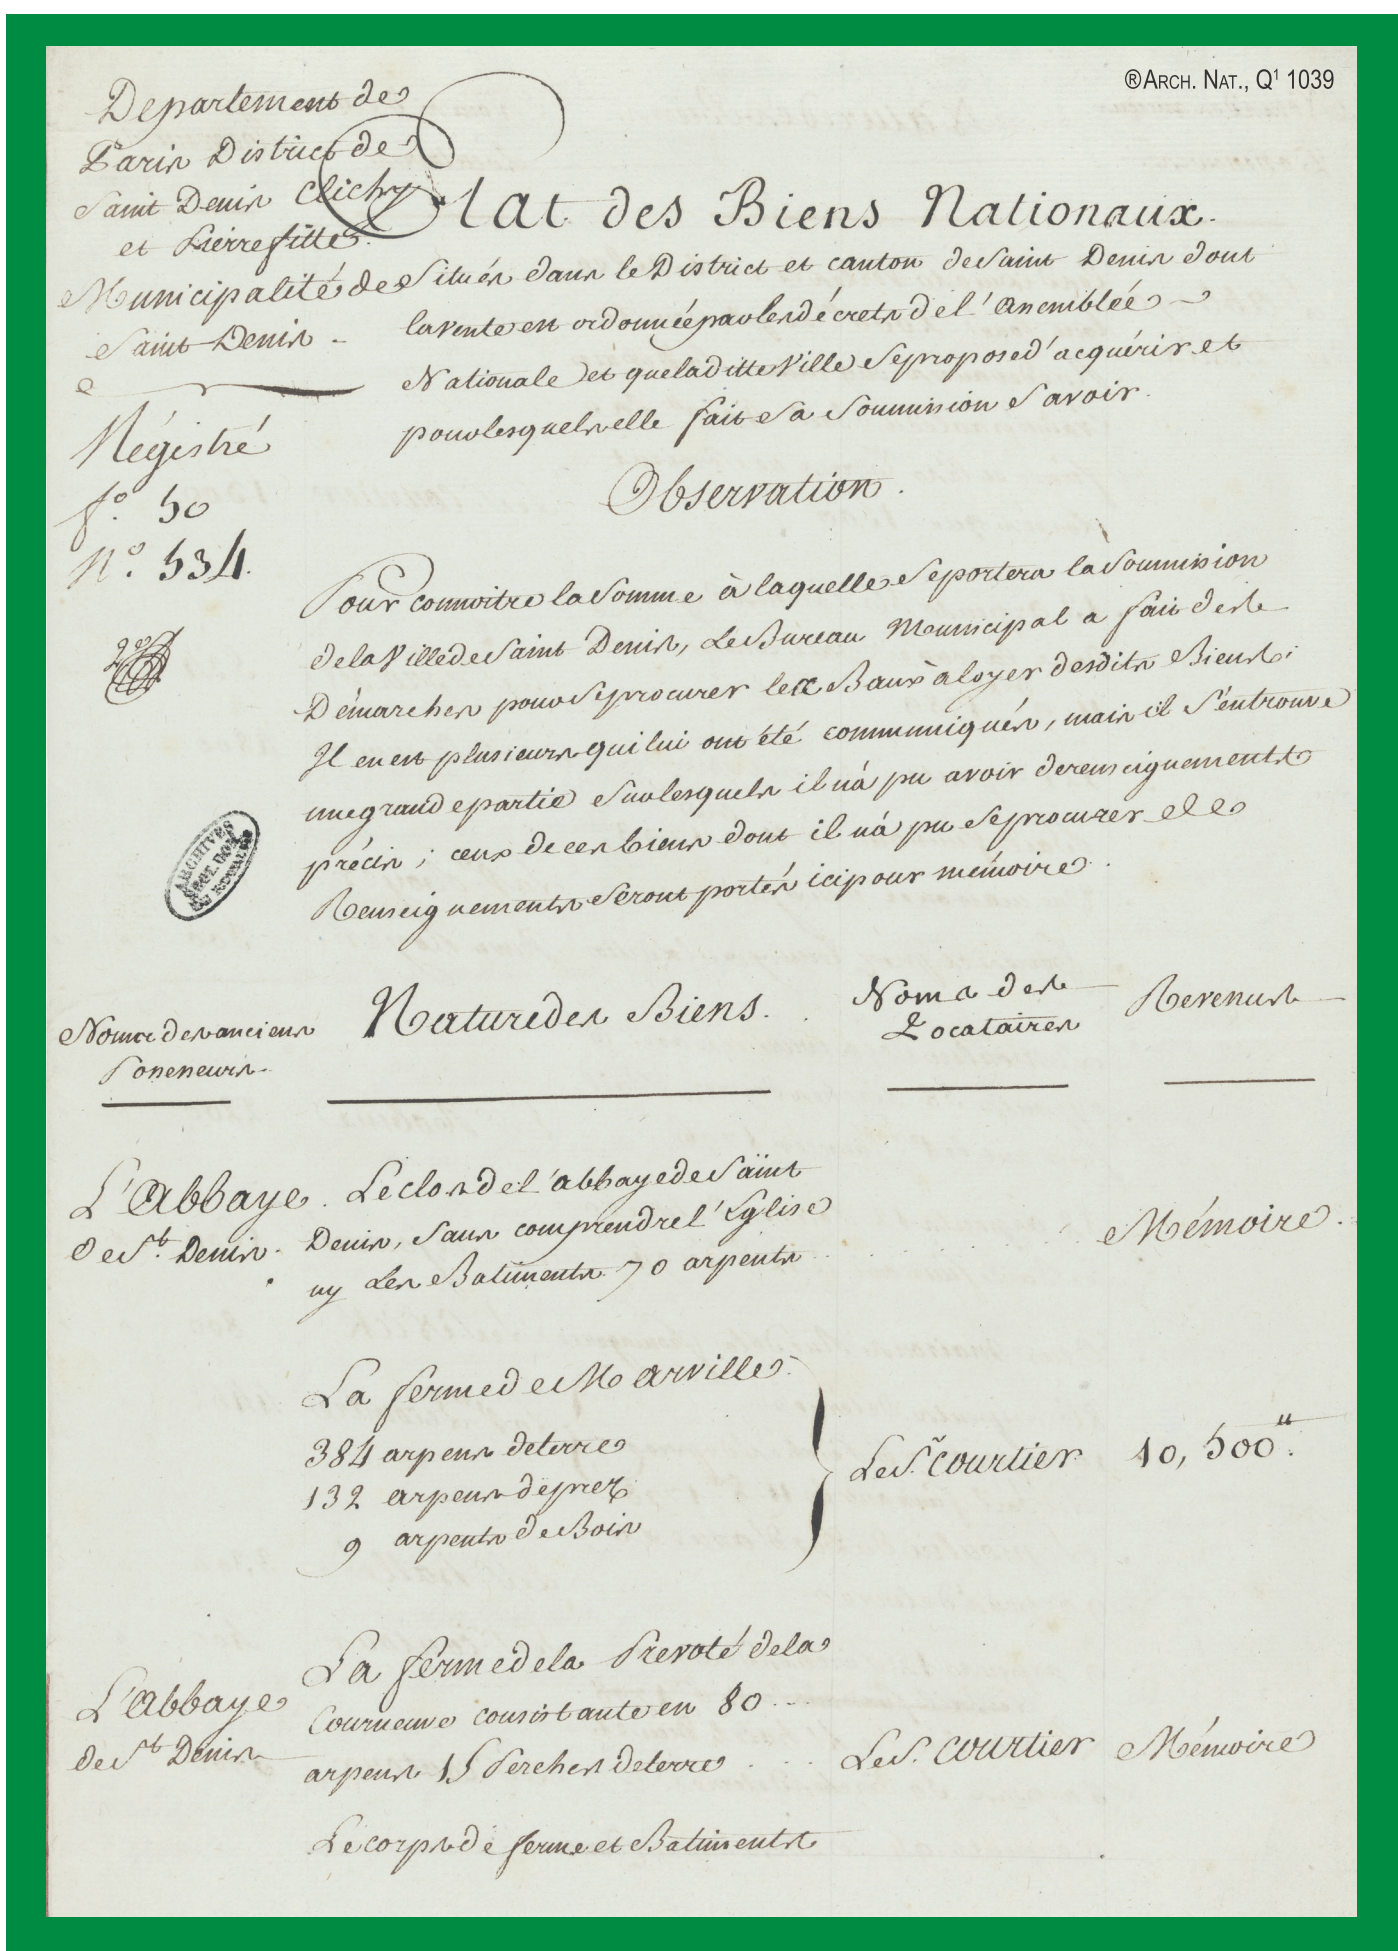 ®ARCH. NAT., Q¹ 1039
Departement de
Paris District de
Saint Denis Clichy
et Pierrefitte.
Municipalité de
Saint Denis
Régistré
f.º 50
N.º 534.
Etat des Biens Nationaux.
Situés dans le District et canton de Saint Denis dont
la vente est ordonnée par les décrets de l'Assemblée
Nationale et que la ditte Ville se propose d'acquérir et
pour lesquels elle fait sa soumission Savoir.
Observation.
Pour connoitre la somme à laquelle se portera la soumission
de la Ville de Saint Denis, Le Bureau Municipal a fait des
Démarches pour se procurer les Baux à loyer desdits Biens;
Il en est plusieurs qui lui ont été communiqués, mais il s'en trouve
une grande partie sur lesquels il n'a pu avoir de renseignements
précis; ceux de ces biens dont il n'a pu se procurer de
Renseignements seront portés ici pour mémoire.
ARCHIVES
Noms des anciens
Possesseurs
Nature des Biens.
Noms des
Locataires
Revenus
L'Abbaye
de S.t Denis.
Le clos de l'abbaye de Saint
Denis, sans comprendre l'Eglise
ny Les Batiments 70 arpents
Mémoire.
La ferme de Marville.
384 arpens de terre
132 arpens de prez
9 arpents de Bois
Le S.r Courtier
10,500.
L'Abbaye
de S.t Denis
La ferme de la Prevoté de la
Courneuve consistante en 80
arpens 15 Perches de terre
Le S. Courtier
Mémoire
Le corps de ferme et Batiments